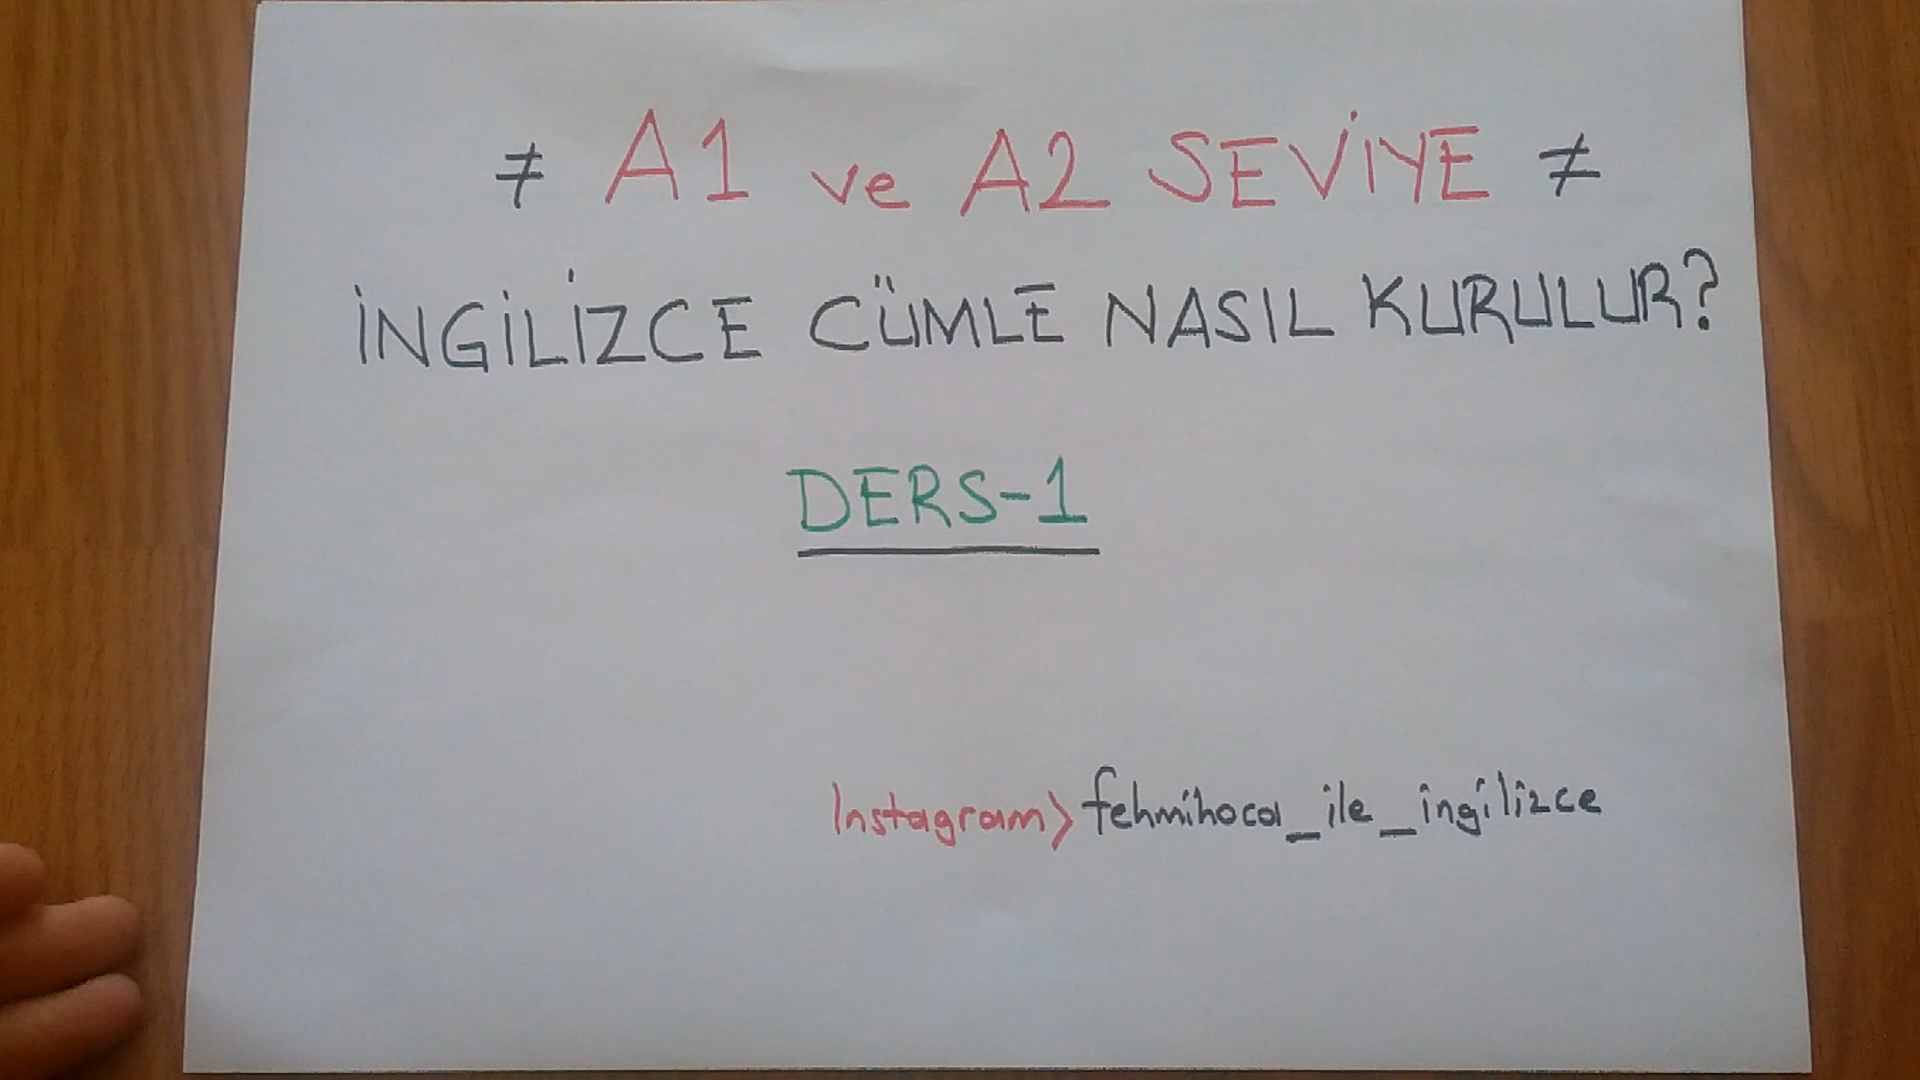 ≠ A1 ve A2 SEVİYE ≠
İNGİLİZCE CÜMLE NASIL KURULUR?
DERS-1
Instagram> fehmihoca_ile_ingilizce